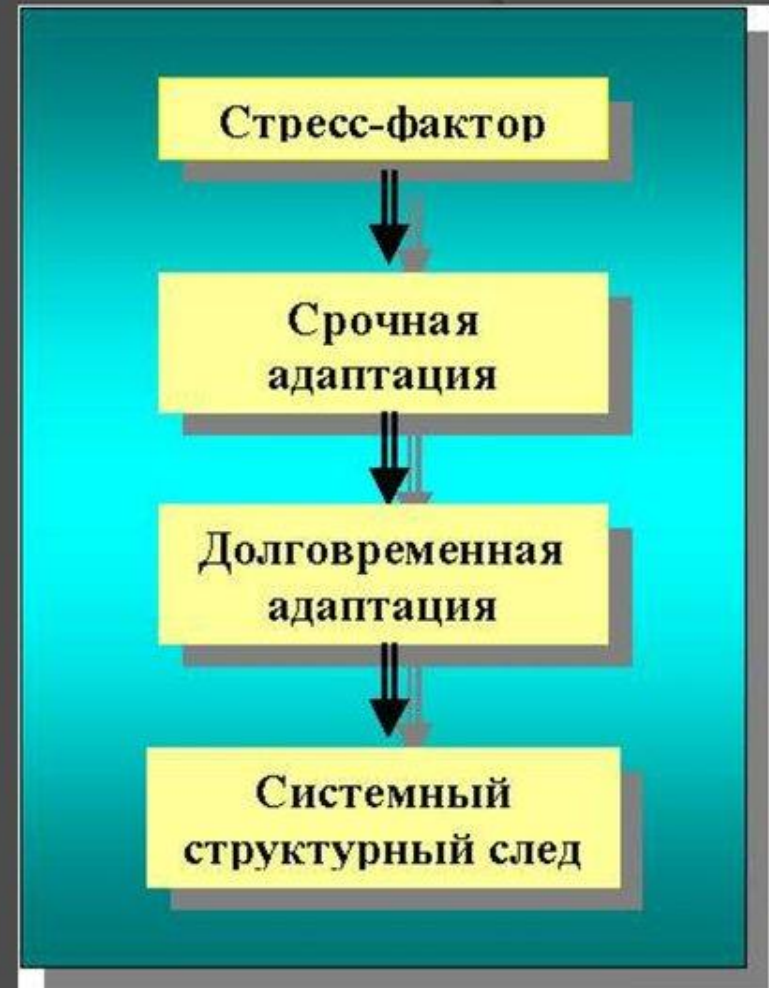 Стресс-фактор
Срочная
адаптация
Долговременная
адаптация
Системный
структурный след